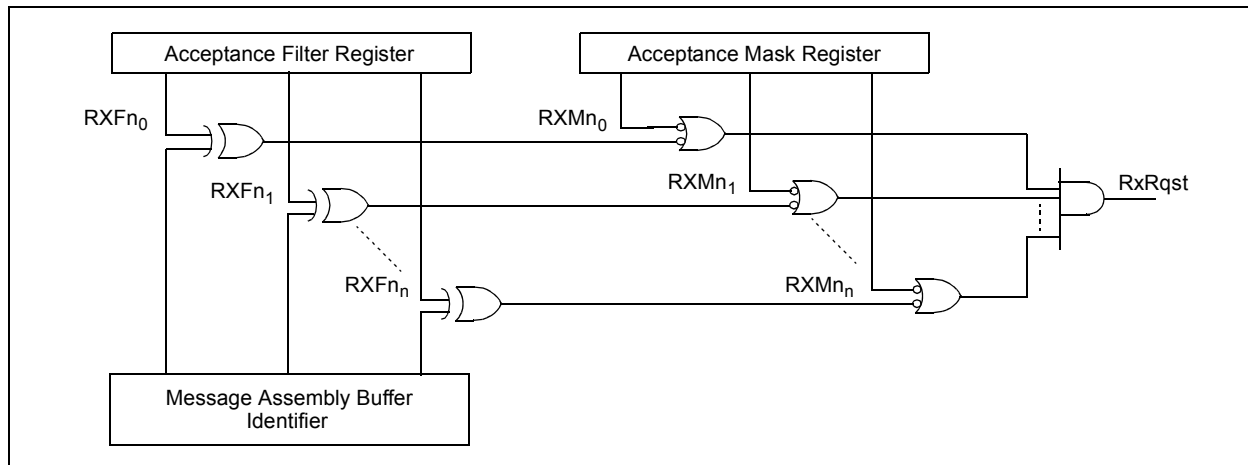 Acceptance Filter Register
Acceptance Mask Register
RXFn0
RXMn0
RXFn1
RXMn1
RxRqst
RXFnn
RXMnn
Message Assembly Buffer
Identifier